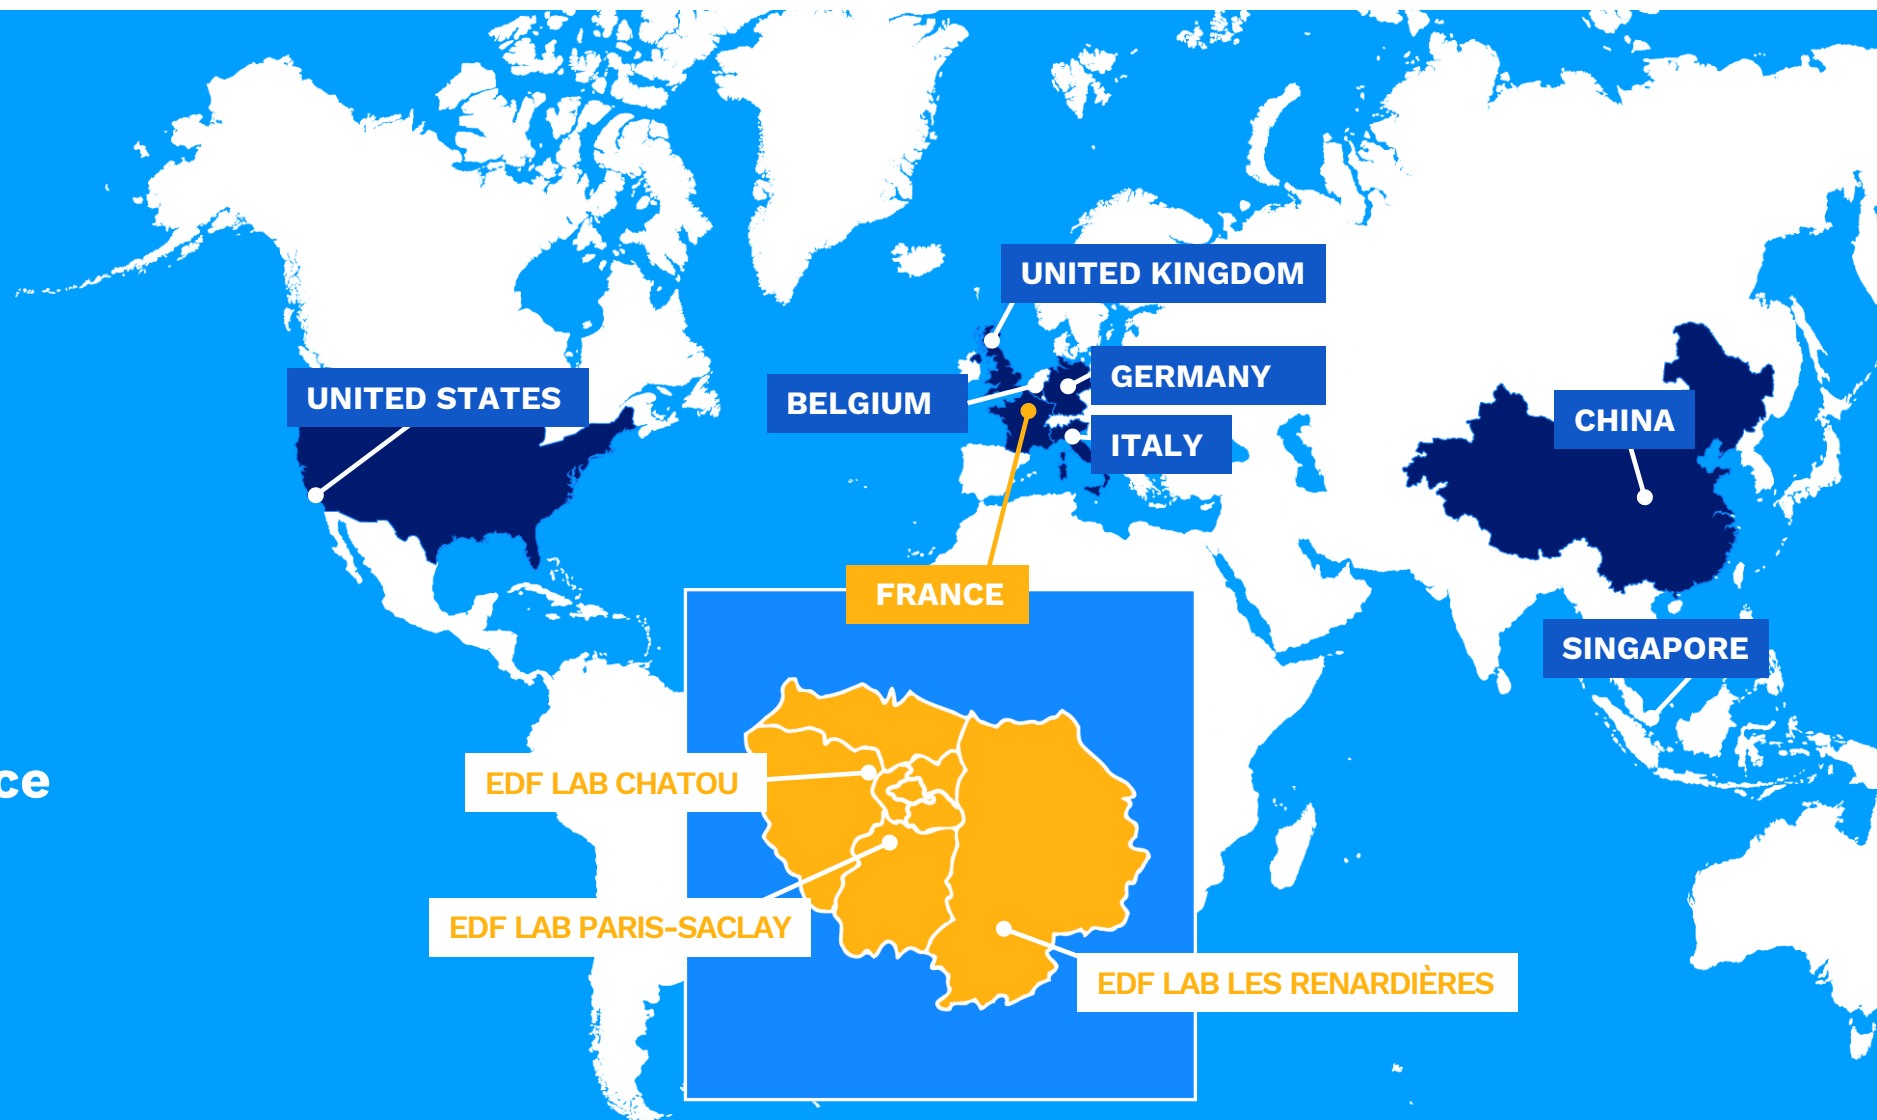 UNITED KINGDOM
GERMANY
UNITED STATES
BELGIUM
CHINA
ITALY
FRANCE
SINGAPORE
ce
EDF LAB CHATOU
EDF LAB PARIS-SACLAY
EDF LAB LES RENARDIÈRES